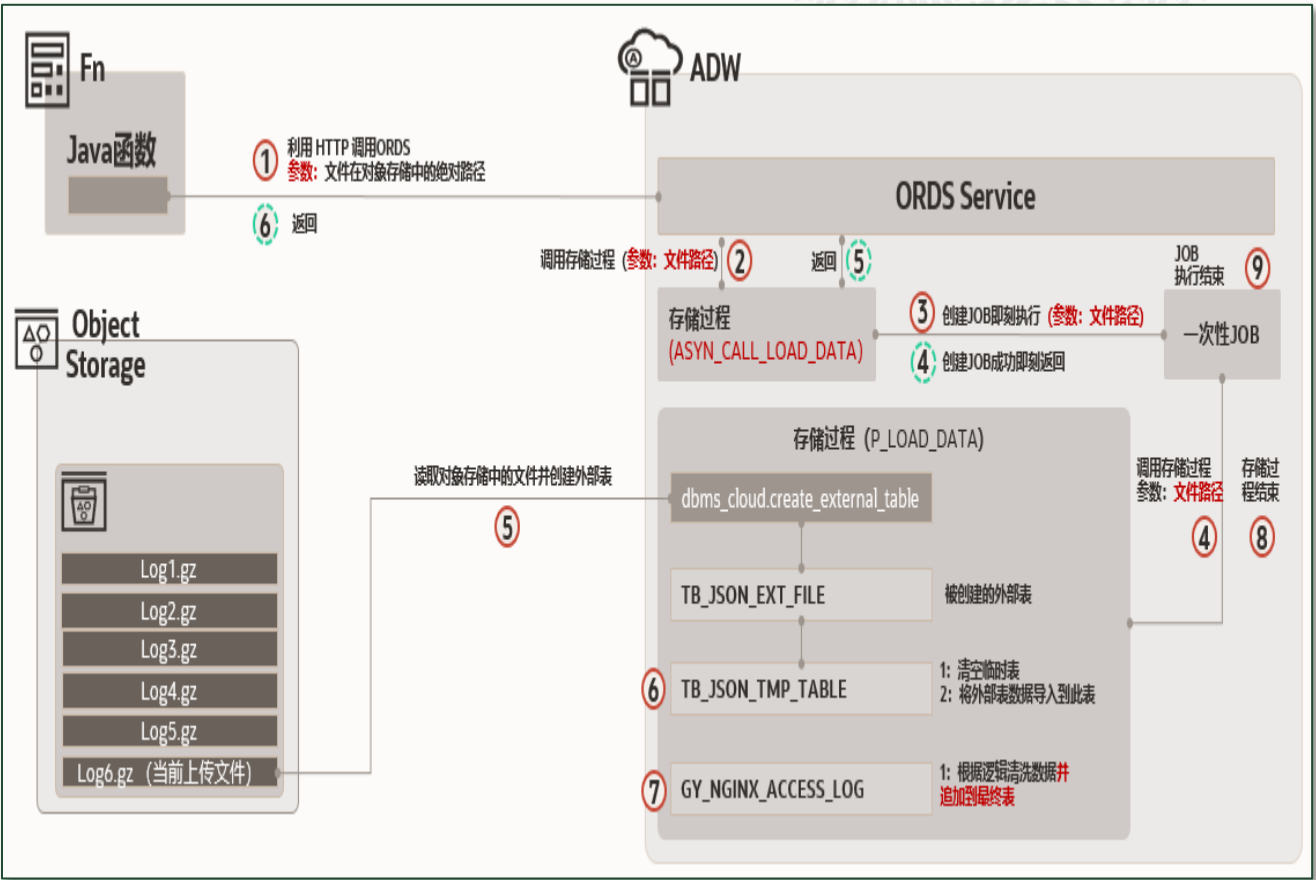 Fn
Java函数
① 利用 HTTP 调用ORDS
参数：文件在对象存储中的绝对路径
⑥ 返回
ADW
ORDS Service
调用存储过程（参数：文件路径）②
返回 ⑤
JOB
执行结束 ⑨
存储过程
(ASYN_CALL_LOAD_DATA)
③ 创建JOB即刻执行（参数：文件路径）
④ 创建JOB成功即刻返回
一次性JOB
Object
Storage
Log1.gz
Log2.gz
Log3.gz
Log4.gz
Log5.gz
Log6.gz （当前上传文件）
读取对象存储中的文件并创建外部表
⑤
存储过程（P_LOAD_DATA）
dbms_cloud.create_external_table
TB_JSON_EXT_FILE
被创建的外部表
⑥ TB_JSON_TMP_TABLE
1：清空临时表
2：将外部表数据导入到此表
⑦ GY_NGINX_ACCESS_LOG
1：根据逻辑清洗数据并
追加到最终表
调用存储过程
参数：文件路径
④
存储过
程结束
⑧